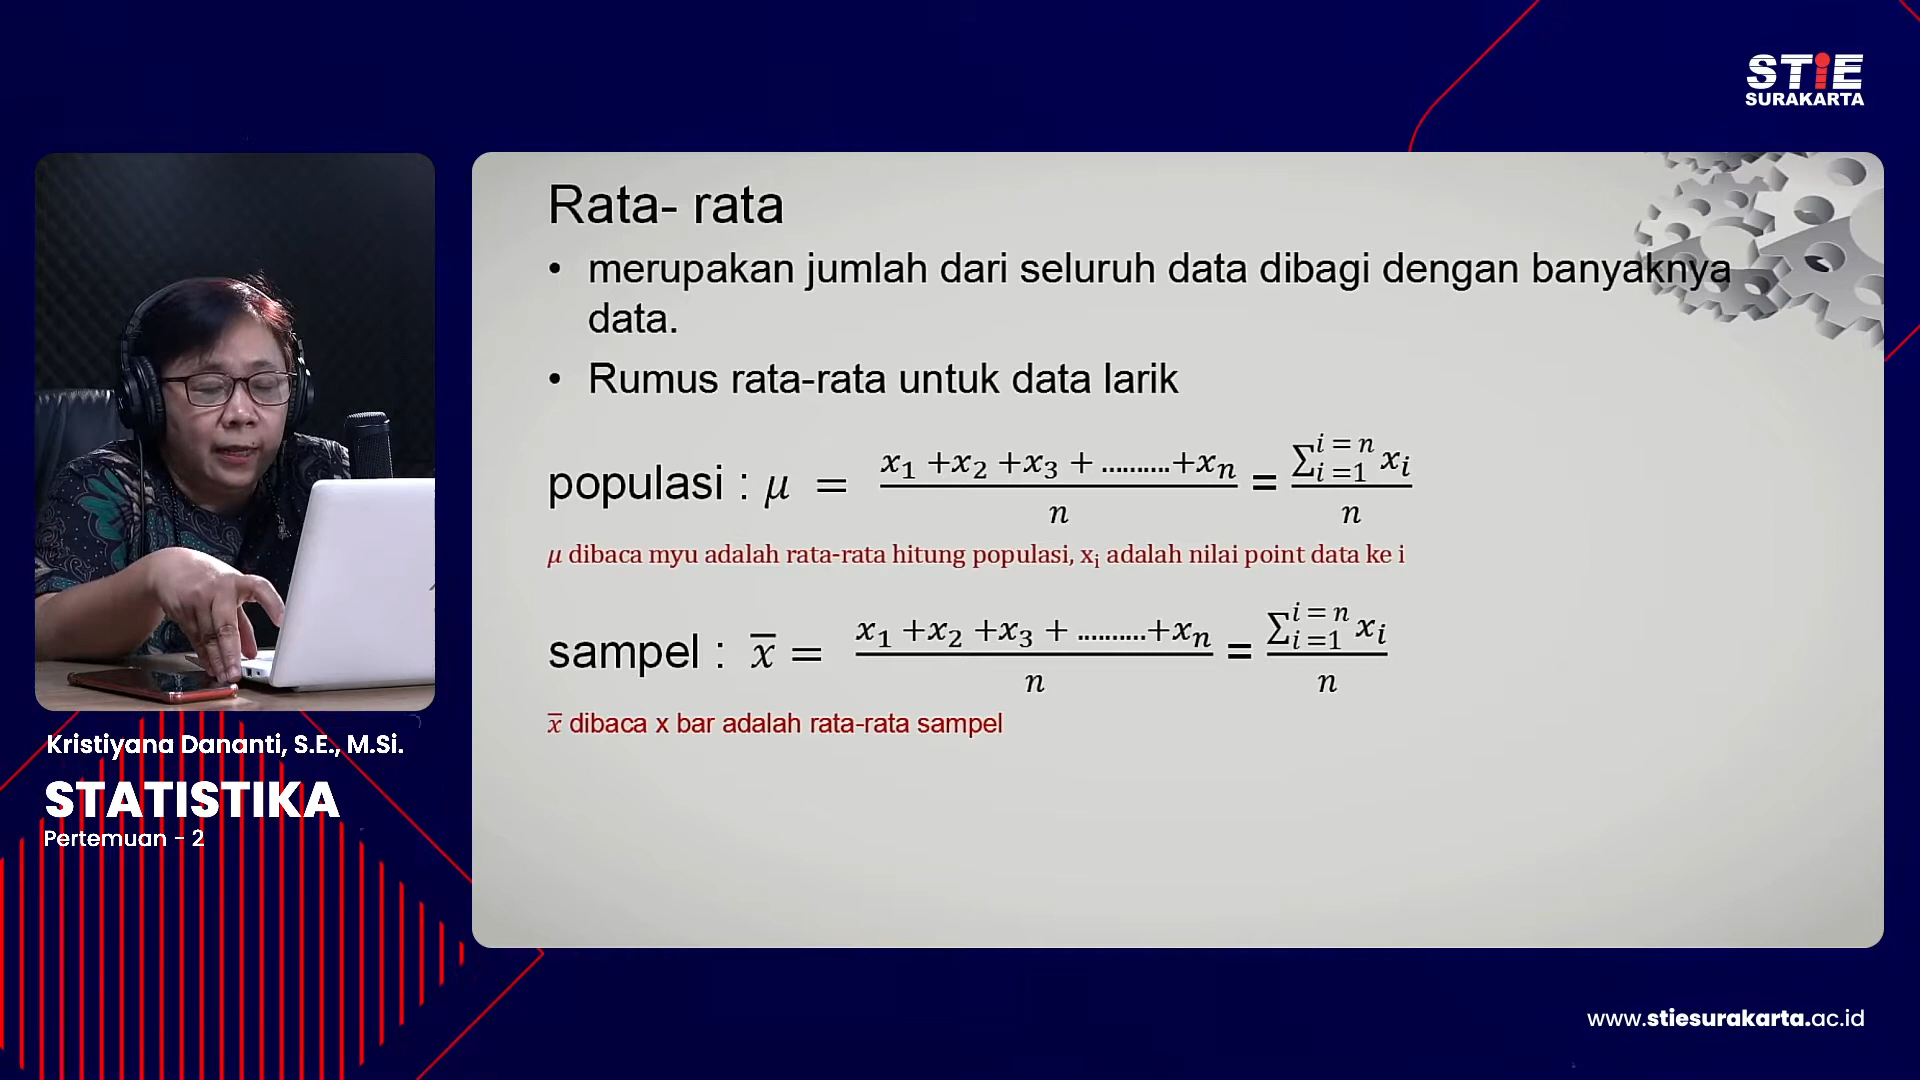 STiE
SURAKARTA
Rata- rata
• merupakan jumlah dari seluruh data dibagi dengan banyaknya
data.
• Rumus rata-rata untuk data larik
populasi : μ = (x₁ +x₂ +x₃ + ..........+xₙ)/n = (∑ᵢ₌₁ⁱ⁼ⁿ xᵢ)/n
μ dibaca myu adalah rata-rata hitung populasi, xᵢ adalah nilai point data ke i
sampel : x̅ = (x₁ +x₂ +x₃ + ..........+xₙ)/n = (∑ᵢ₌₁ⁱ⁼ⁿ xᵢ)/n
x̅ dibaca x bar adalah rata-rata sampel
Kristiyana Dananti, S.E., M.Si.
STATISTIKA
Pertemuan - 2
www.stiesurakarta.ac.id